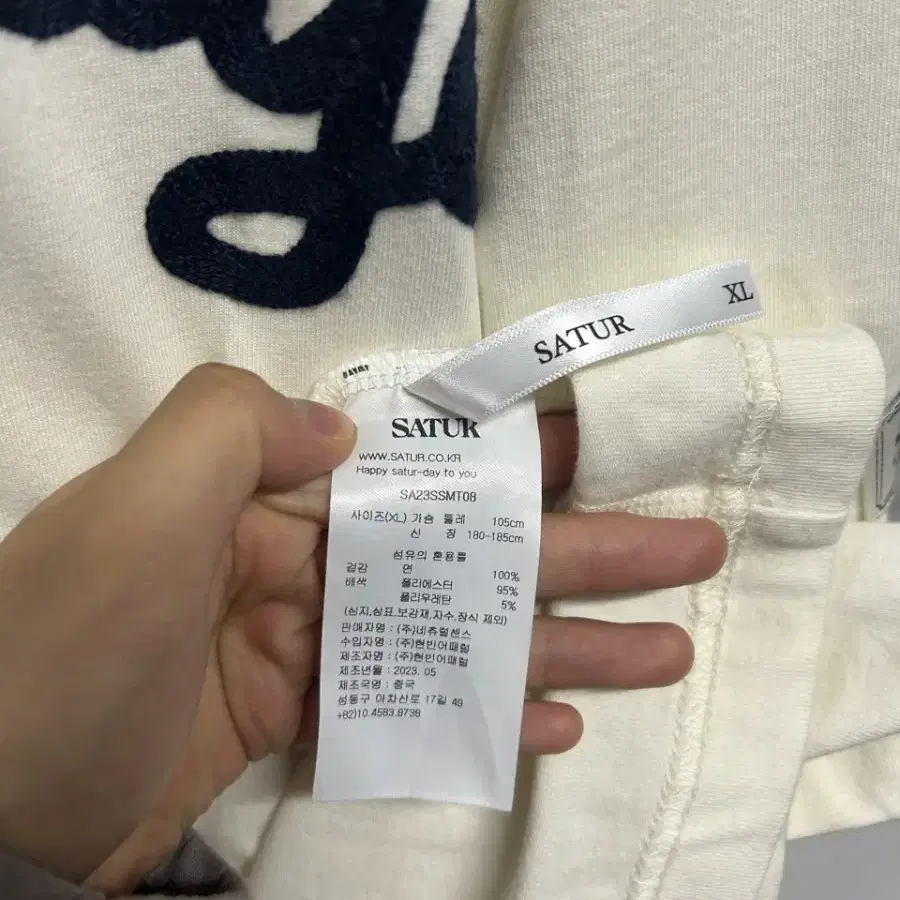 XL
SATUR
SATUR
WWW.SATUR.CO.KR
Happy satur-day to you
SA23SSMT08
사이즈(XL) 가슴 둘레 105cm
신 장 180-185cm
섬유의 혼용률
겉감 면 100%
배색 폴리에스터 95%
폴리우레탄 5%
(심지,상표,보강재,자수,장식 제외)
판매자명 : (주)네츄럴센스
수입자명 : (주)현빈어패럴
제조자명 : (주)현빈어패럴
제조년월 : 2023. 05
제조국명 : 중국
성동구 아차산로 17길 49
+82)10.4583.8738